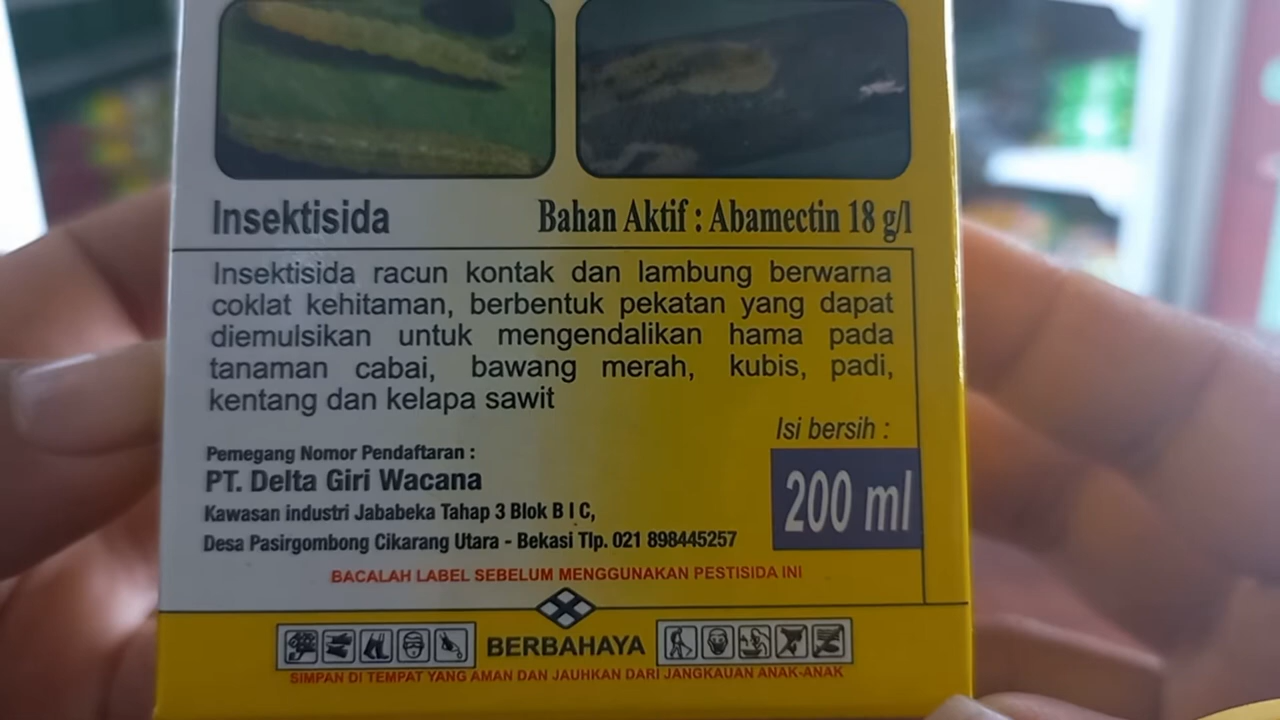 Insektisida
Bahan Aktif : Abamectin 18 g/l
Insektisida racun kontak dan lambung berwarna
coklat kehitaman, berbentuk pekatan yang dapat
diemulsikan untuk mengendalikan hama pada
tanaman cabai, bawang merah, kubis, padi,
kentang dan kelapa sawit
Isi bersih :
200 ml
Pemegang Nomor Pendaftaran :
PT. Delta Giri Wacana
Kawasan industri Jababeka Tahap 3 Blok B I C,
Desa Pasirgombong Cikarang Utara - Bekasi Tlp. 021 898445257
BACALAH LABEL SEBELUM MENGGUNAKAN PESTISIDA INI
BERBAHAYA
SIMPAN DI TEMPAT YANG AMAN DAN JAUHKAN DARI JANGKAUAN ANAK-ANAK